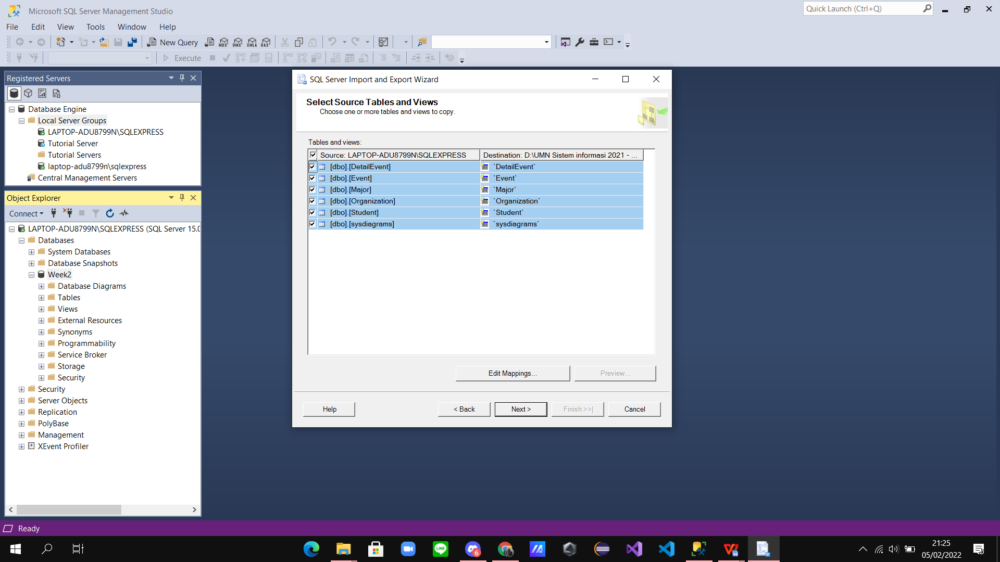 Microsoft SQL Server Management Studio
Quick Launch (Ctrl+Q)
File Edit View Tools Window Help
New Query MDX DMX XMLA DAX
Execute
Registered Servers
Database Engine
Local Server Groups
LAPTOP-ADU8799N\SQLEXPRESS
Tutorial Server
Tutorial Servers
laptop-adu8799n\sqlexpress
Central Management Servers
Object Explorer
Connect
LAPTOP-ADU8799N\SQLEXPRESS (SQL Server 15.0
Databases
System Databases
Database Snapshots
Week2
Database Diagrams
Tables
Views
External Resources
Synonyms
Programmability
Service Broker
Storage
Security
Security
Server Objects
Replication
PolyBase
Management
XEvent Profiler
SQL Server Import and Export Wizard
Select Source Tables and Views
Choose one or more tables and views to copy.
Tables and views:
Source: LAPTOP-ADU8799N\SQLEXPRESS Destination: D:\UMN Sistem informasi 2021 - ...
[dbo].[DetailEvent] `DetailEvent`
[dbo].[Event] `Event`
[dbo].[Major] `Major`
[dbo].[Organization] `Organization`
[dbo].[Student] `Student`
[dbo].[sysdiagrams] `sysdiagrams`
Edit Mappings... Preview...
Help < Back Next > Finish >>| Cancel
Ready
LINE 6
21:25
05/02/2022